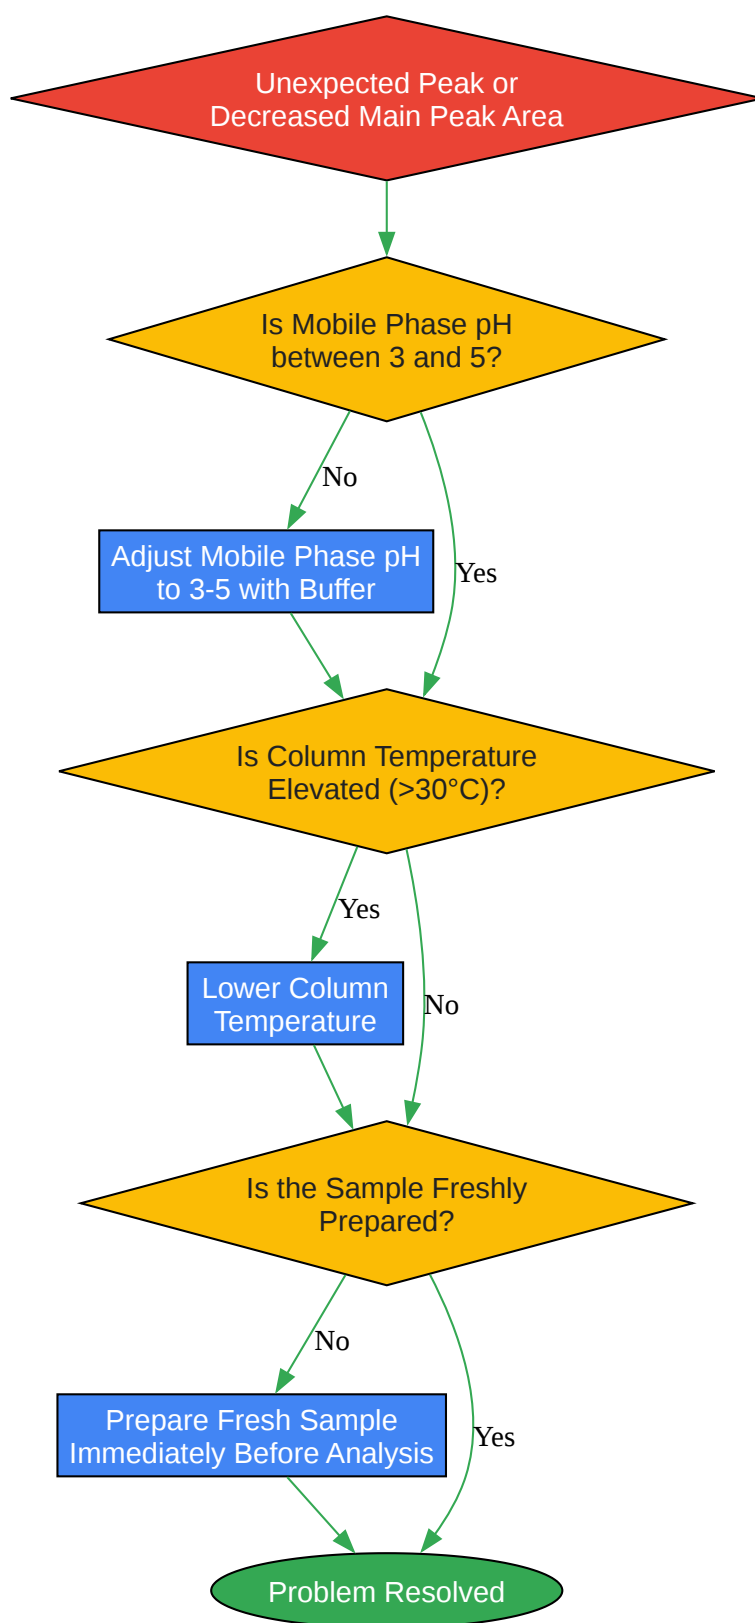 Unexpected Peak or
Decreased Main Peak Area
Is Mobile Phase pH
between 3 and 5?
No
Adjust Mobile Phase pH
to 3-5 with Buffer
Yes
Is Column Temperature
Elevated (>30°C)?
Yes
Lower Column
Temperature
No
Is the Sample Freshly
Prepared?
No
Prepare Fresh Sample
Immediately Before Analysis
Yes
Problem Resolved